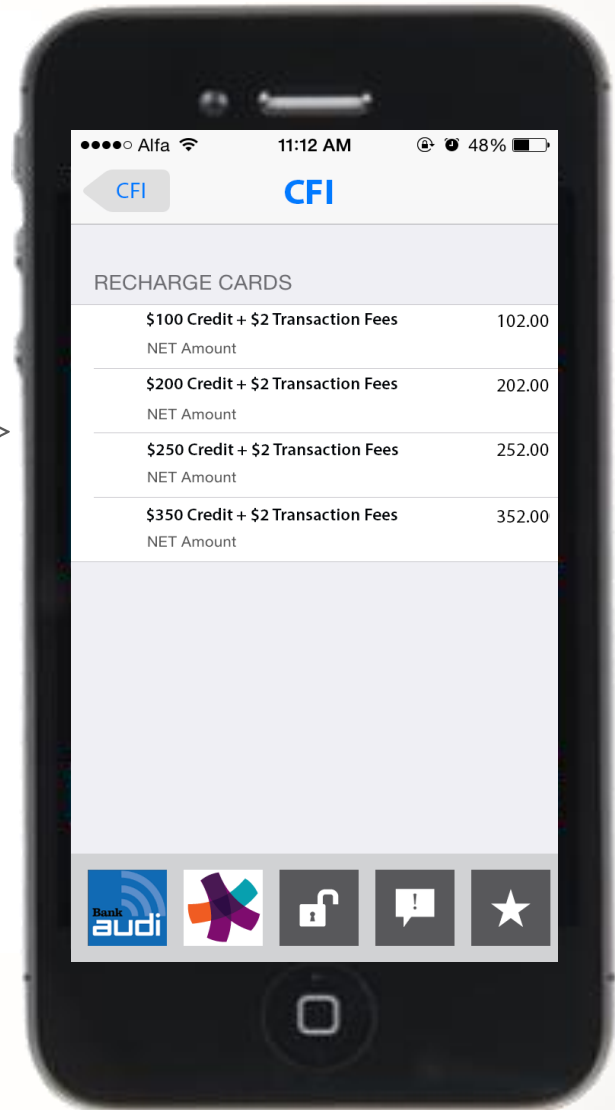 Alfa 11:12 AM 48%
CFI CFI
RECHARGE CARDS
$100 Credit + $2 Transaction Fees 102.00
NET Amount
$200 Credit + $2 Transaction Fees 202.00
NET Amount
$250 Credit + $2 Transaction Fees 252.00
NET Amount
$350 Credit + $2 Transaction Fees 352.00
NET Amount
>
Bank
audi
!